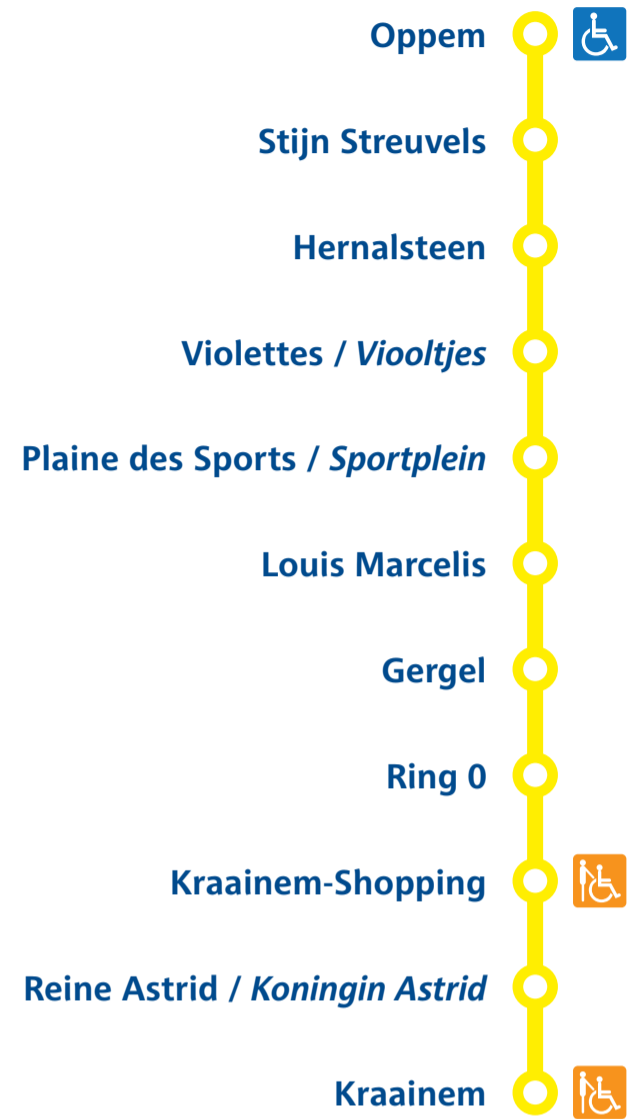 Oppem
Stijn Streuvels
Hernalsteen
Violettes / Viooltjes
Plaine des Sports / Sportplein
Louis Marcelis
Gergel
Ring 0
Kraainem-Shopping
Reine Astrid / Koningin Astrid
Kraainem